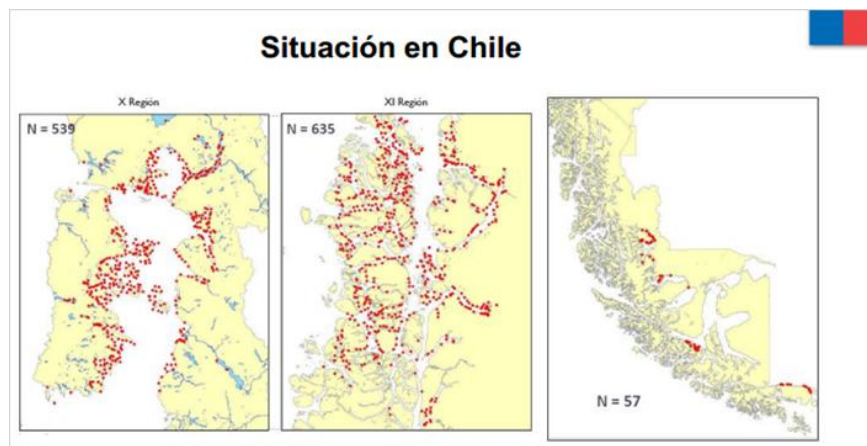 Situación en Chile
X Región
XI Región
N = 539
N = 635
N = 57